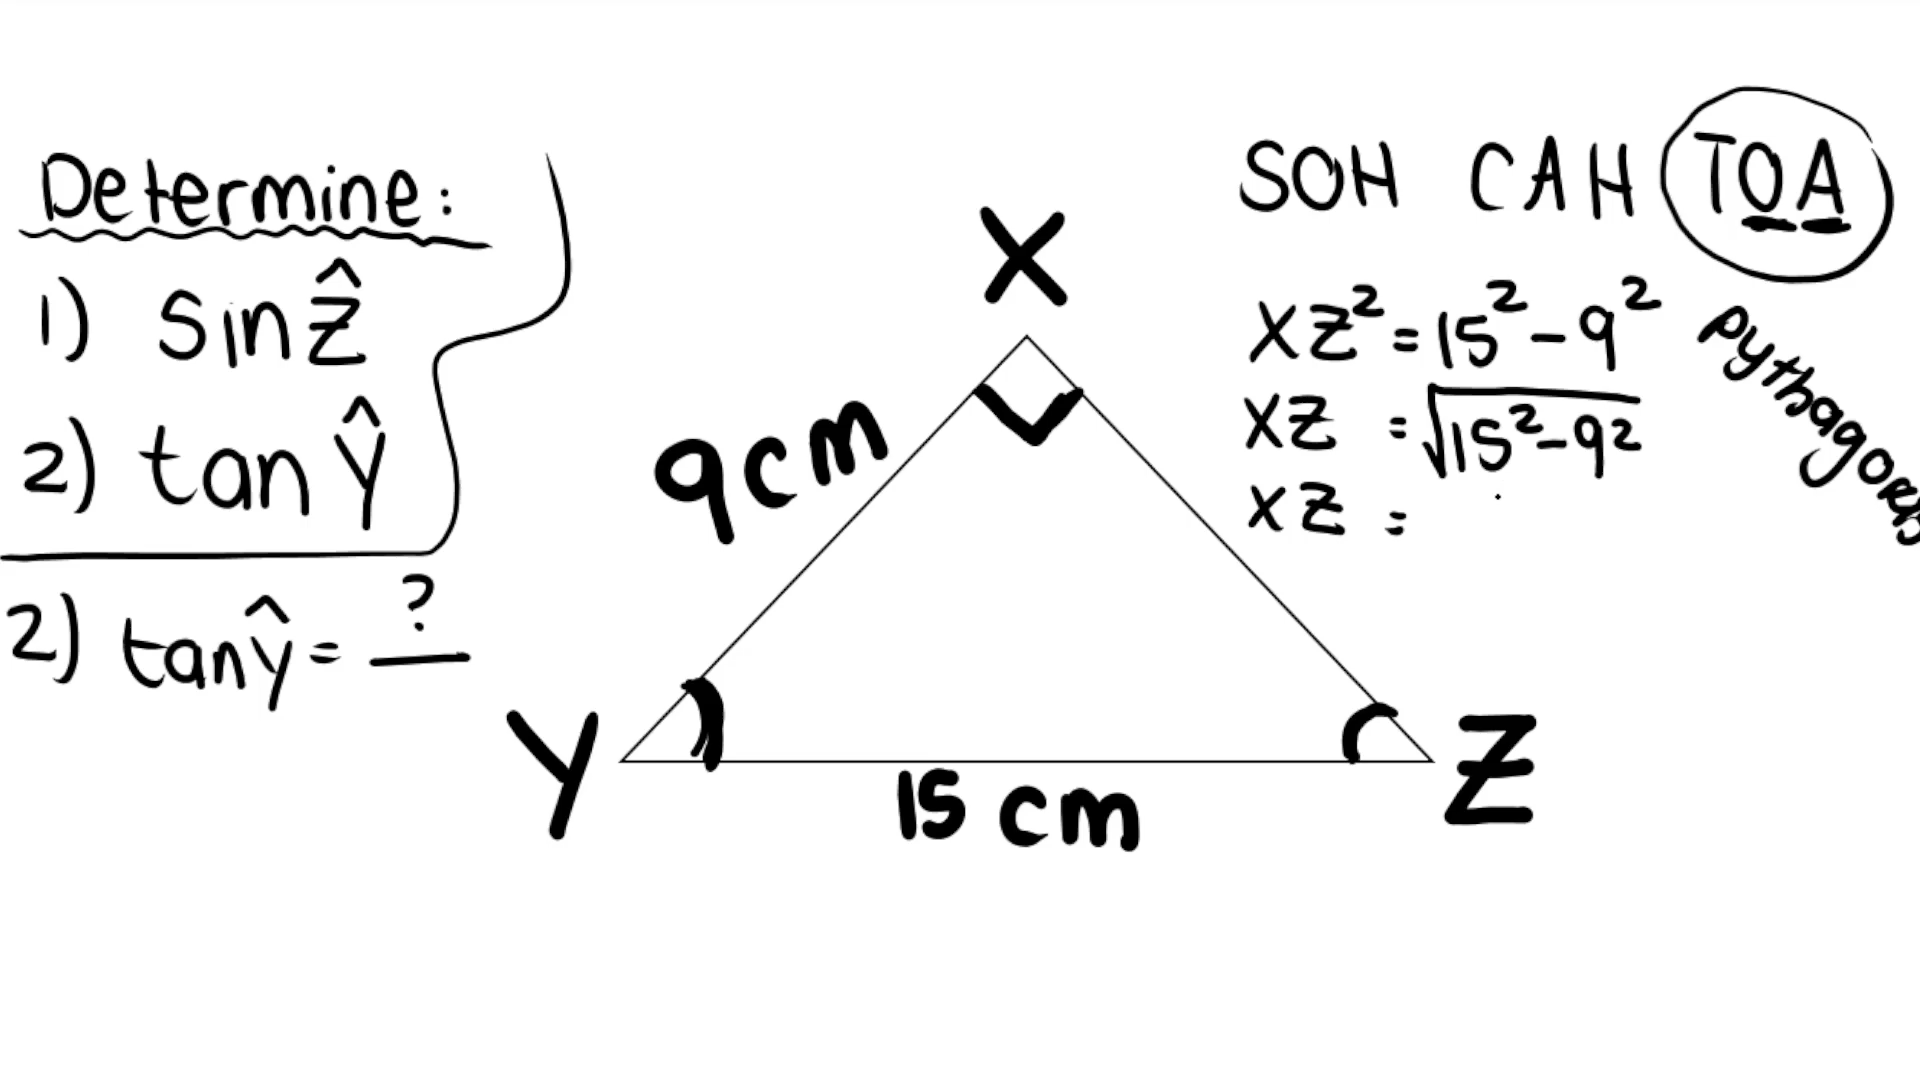 Determine:
1) sin Ẑ
2) tan Ŷ
2) tan ŷ = ?
X
9cm
Y
15 cm
Z
SOH CAH TOA
XZ² = 15² - 9²
XZ = √15² - 9²
XZ =